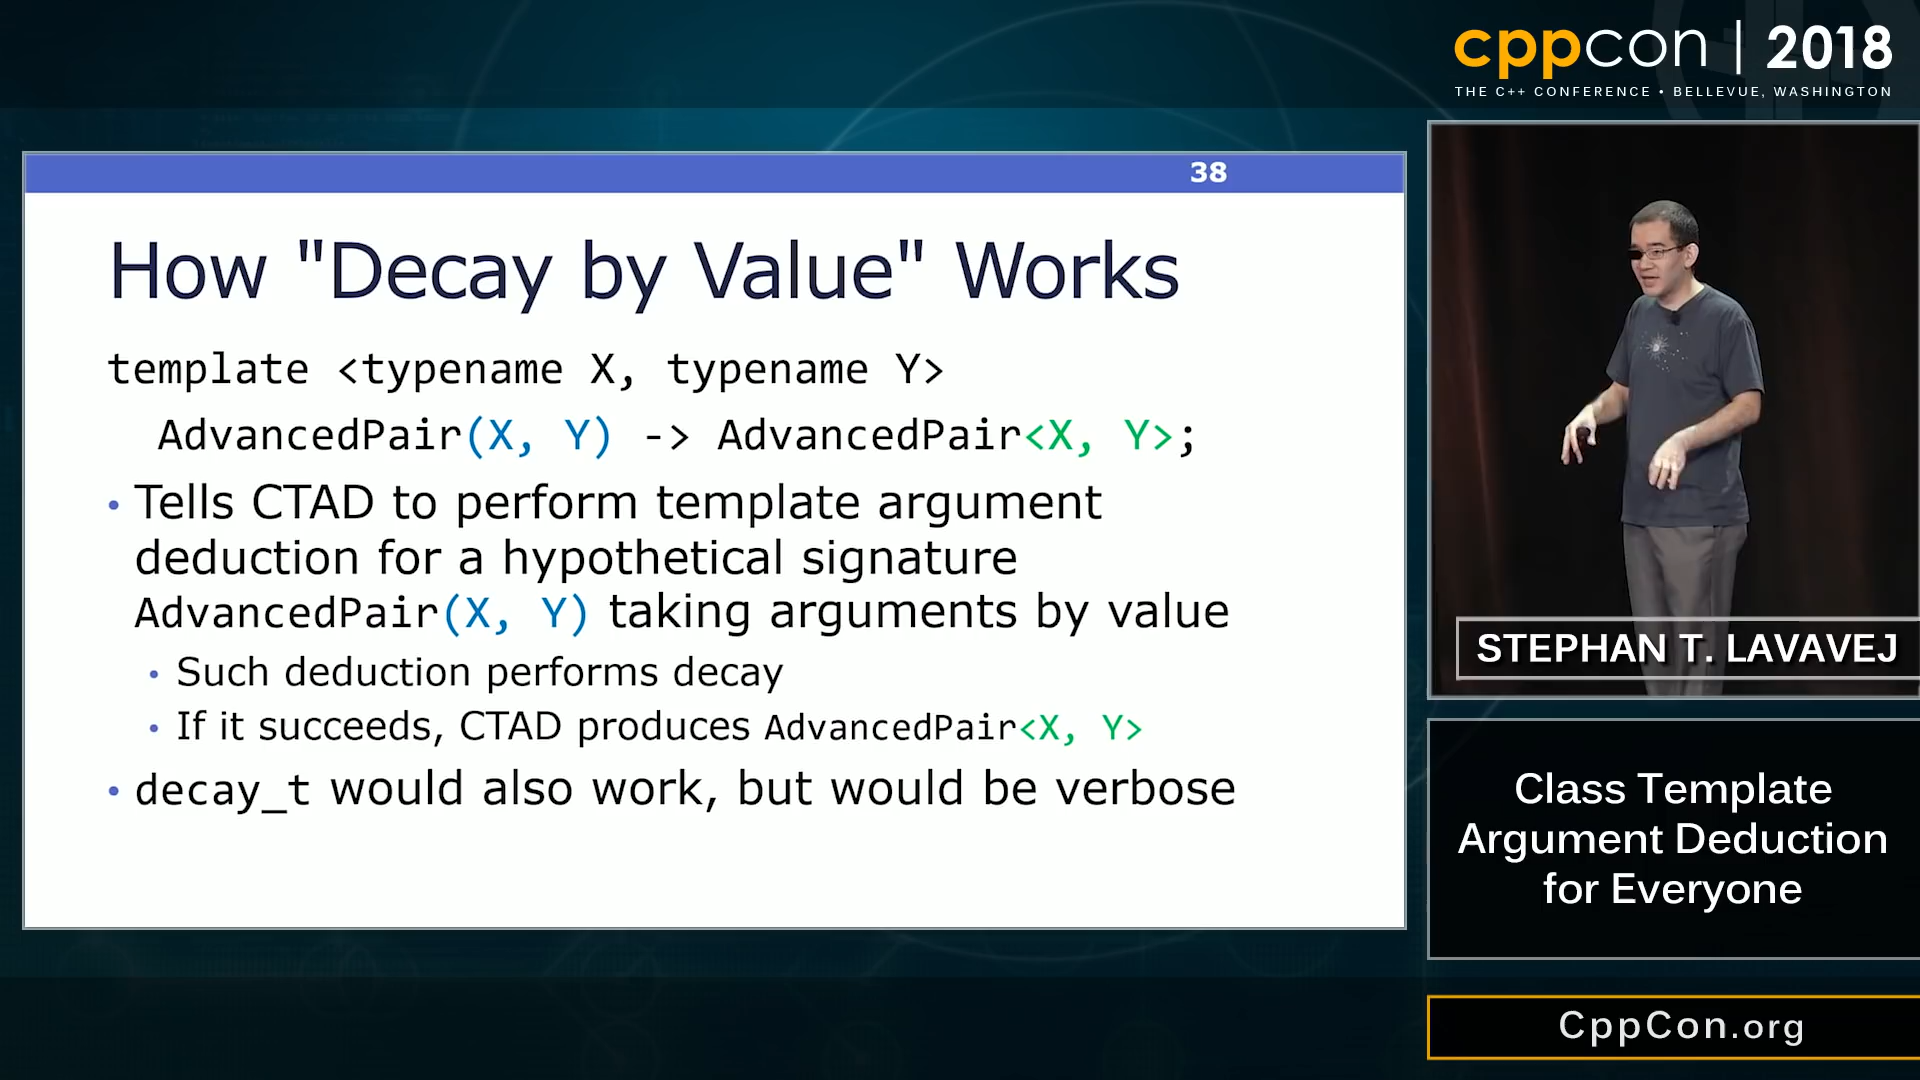 cppcon | 2018
THE C++ CONFERENCE • BELLEVUE, WASHINGTON
38
How "Decay by Value" Works
template <typename X, typename Y>
AdvancedPair(X, Y) -> AdvancedPair<X, Y>;
• Tells CTAD to perform template argument
deduction for a hypothetical signature
AdvancedPair(X, Y) taking arguments by value
• Such deduction performs decay
• If it succeeds, CTAD produces AdvancedPair<X, Y>
• decay_t would also work, but would be verbose
STEPHAN T. LAVAVEJ
Class Template
Argument Deduction
for Everyone
CppCon.org